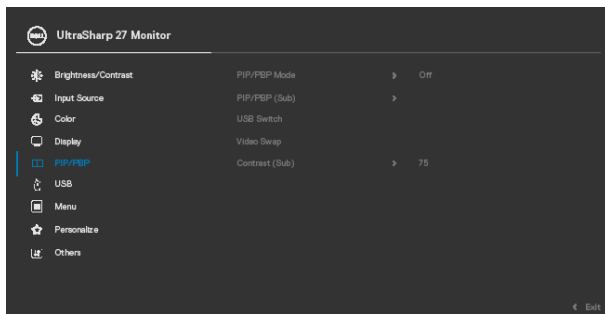 DELL UltraSharp 27 Monitor
Brightness/Contrast PIP/PBP Mode Off
Input Source PIP/PBP (Sub)
Color USB Switch
Display Video Swap
PIP/PBP Contrast (Sub) 75
USB
Menu
Personalize
Others
Exit